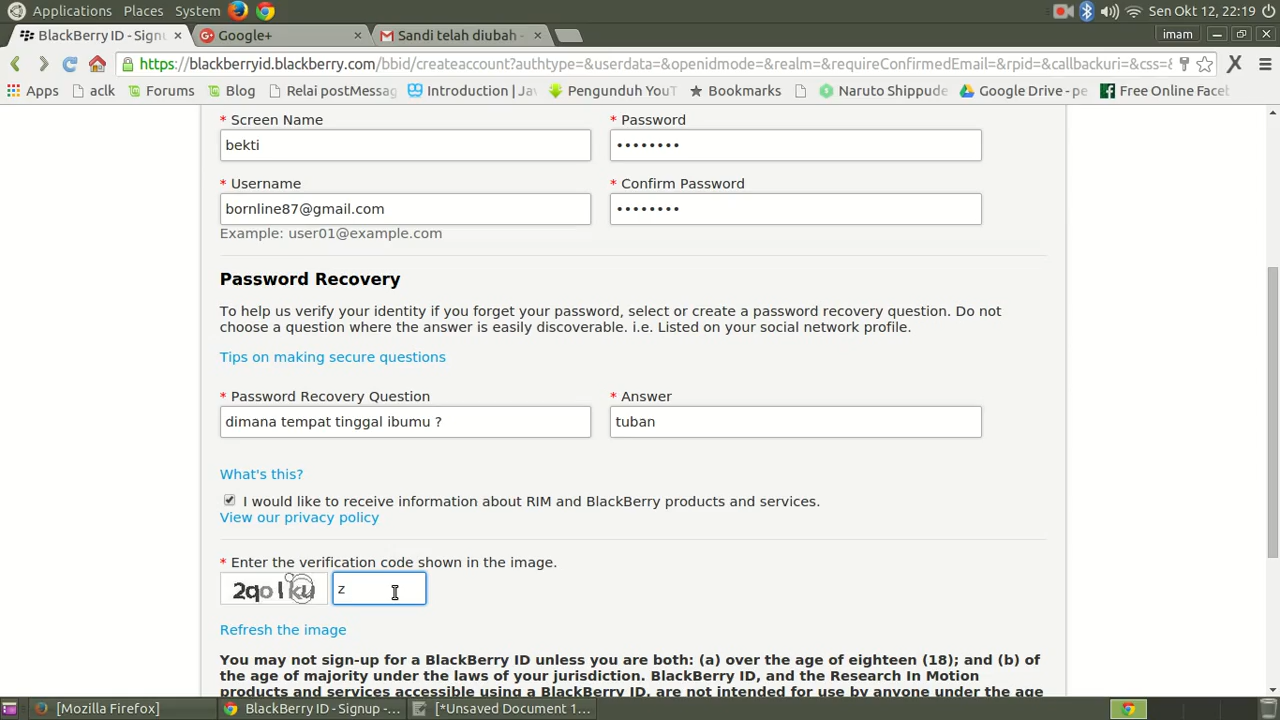 Applications Places System Sen Okt 12, 22:19
BlackBerry ID - Signu × Google+ × Sandi telah diubah - × imam
https://blackberryid.blackberry.com/bbid/createaccount?authtype=&userdata=&openidmode=&realm=&requireConfirmedEmail=&rpid=&callbackuri=&css=&
Apps aclk Forums Blog Relai postMessag Introduction | Jav Pengunduh YouT Bookmarks Naruto Shippude Google Drive - pe Free Online Facet
* Screen Name * Password
bekti ••••••••
* Username * Confirm Password
bornline87@gmail.com ••••••••
Example: user01@example.com
Password Recovery
To help us verify your identity if you forget your password, select or create a password recovery question. Do not
choose a question where the answer is easily discoverable. i.e. Listed on your social network profile.
Tips on making secure questions
* Password Recovery Question * Answer
dimana tempat tinggal ibumu ? tuban
What's this?
I would like to receive information about RIM and BlackBerry products and services.
View our privacy policy
* Enter the verification code shown in the image.
2qolku z
Refresh the image
You may not sign-up for a BlackBerry ID unless you are both: (a) over the age of eighteen (18); and (b) of
the age of majority under the laws of your jurisdiction. BlackBerry ID, and the Research In Motion
products and services accessible using a BlackBerry ID, are not intended for use by anyone under the age
[Mozilla Firefox] BlackBerry ID - Signup -... [*Unsaved Document 1...